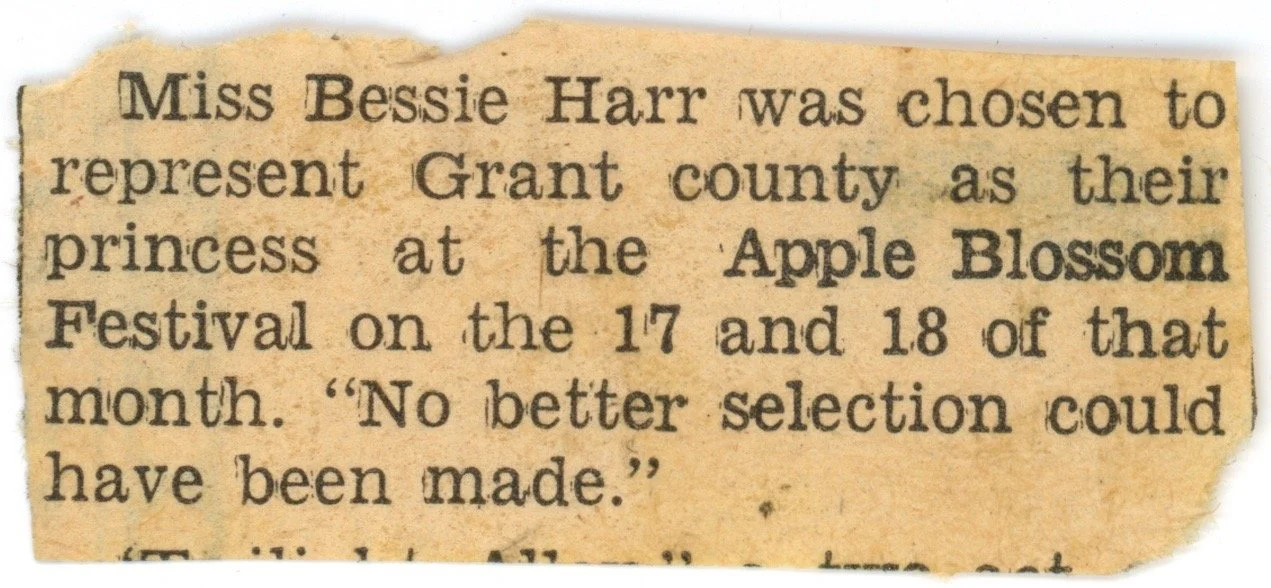 Miss Bessie Harr was chosen to
represent Grant county as their
princess at the Apple Blossom
Festival on the 17 and 18 of that
month. “No better selection could
have been made.”